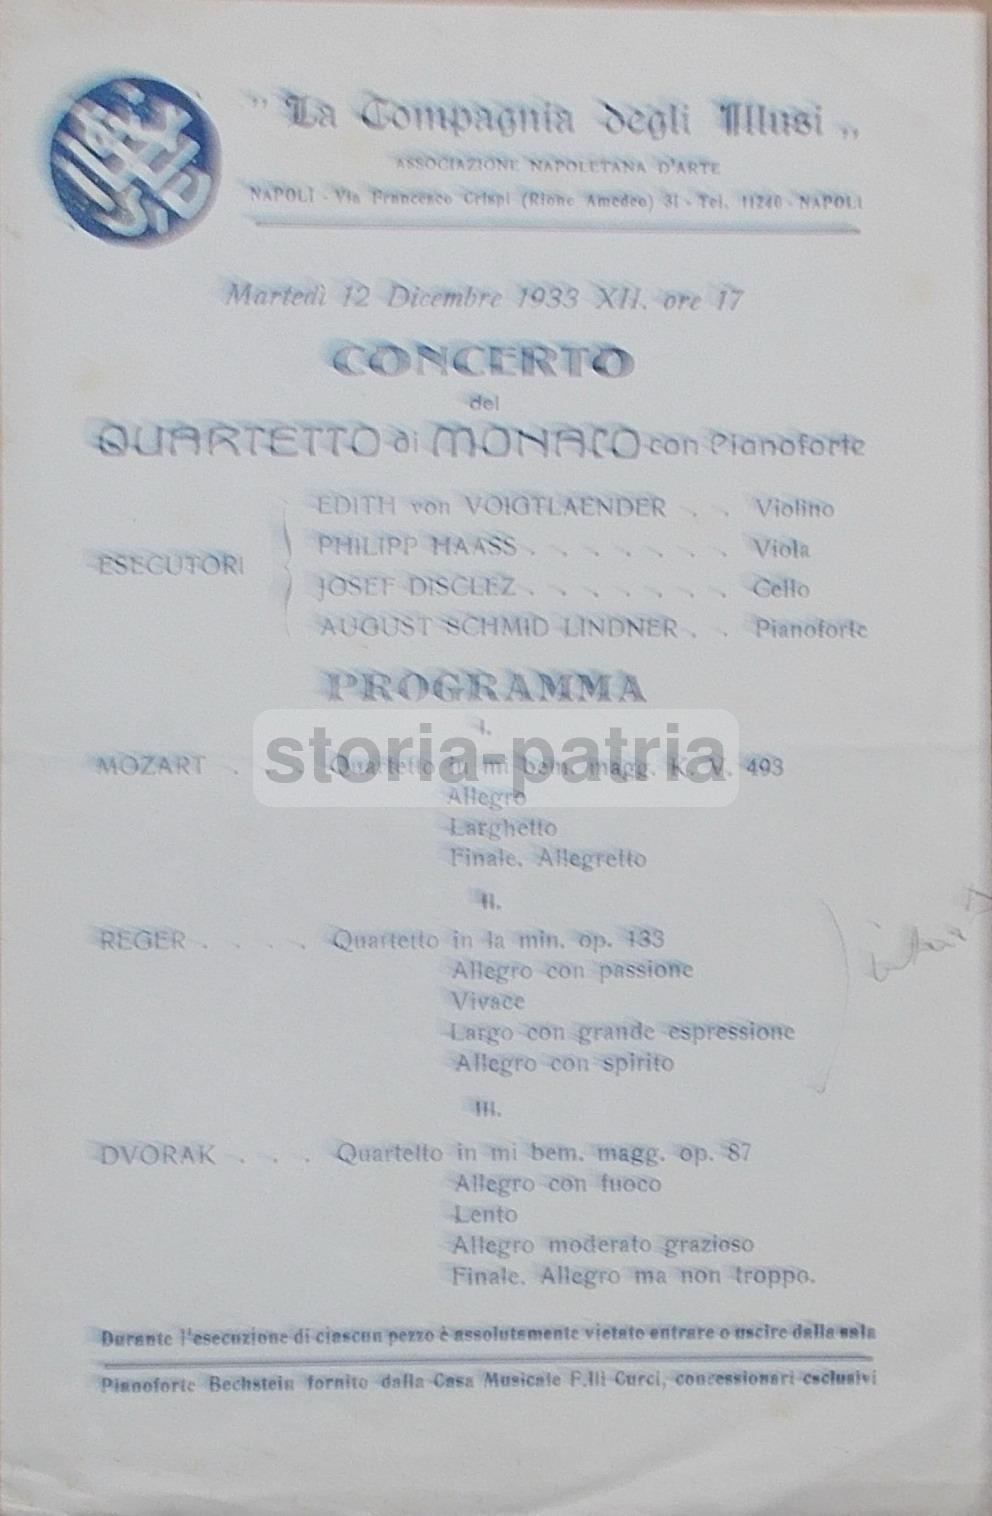 „ La Compagnia degli Illusi „
ASSOCIAZIONE NAPOLETANA D'ARTE
NAPOLI - Via Francesco Crispi (Rione Amedeo) 31 - Tel. 11240 - NAPOLI
Martedì 12 Dicembre 1933 XII. ore 17
CONCERTO
del
QUARTETTO di MONACO con Pianoforte
ESECUTORI
EDITH von VOIGTLAENDER . . Violino
PHILIPP HAASS . . . . . . . Viola
JOSEF DISCLEZ . . . . . . . Cello
AUGUST SCHMID LINDNER . . Pianoforte
PROGRAMMA
I.
storia-patria
MOZART . . . Quartetto in mi bem. magg. K. V. 493
Allegro
Larghetto
Finale. Allegretto
II.
REGER . . . . Quartetto in la min. op. 133
Allegro con passione
Vivace
Largo con grande espressione
Allegro con spirito
III.
DVORAK . . . Quartetto in mi bem. magg. op. 87
Allegro con fuoco
Lento
Allegro moderato grazioso
Finale. Allegro ma non troppo.
Durante l'esecuzione di ciascun pezzo è assolutamente vietato entrare o uscire dalla sala
Pianoforte Bechstein fornito dalla Casa Musicale F.lli Curci, concessionari esclusivi